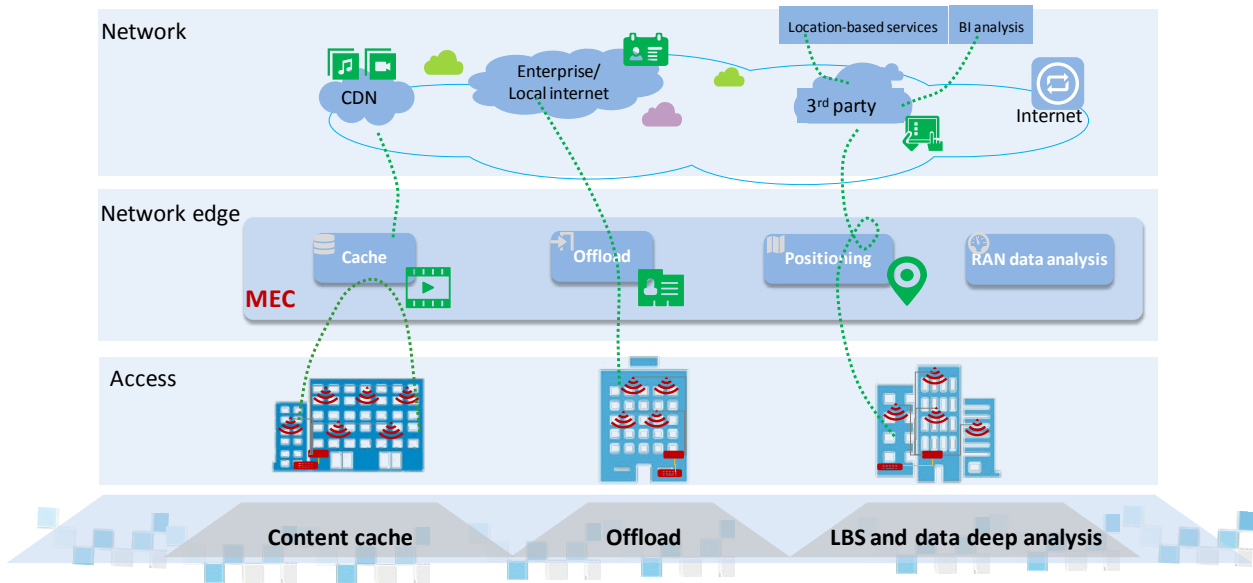 Network
Location-based services
BI analysis
CDN
Enterprise/
Local internet
3rd party
Internet
Network edge
Cache
Offload
Positioning
RAN data analysis
MEC
Access
Content cache
Offload
LBS and data deep analysis